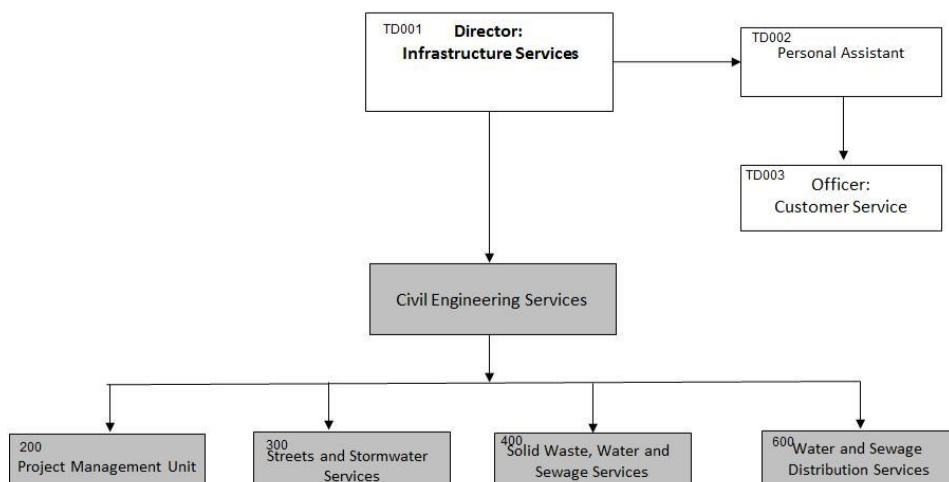 TD001
Director:
Infrastructure Services
TD002
Personal Assistant
TD003
Officer:
Customer Service
Civil Engineering Services
200
Project Management Unit
300
Streets and Stormwater
Services
400
Solid Waste, Water and
Sewage Services
600
Water and Sewage
Distribution Services